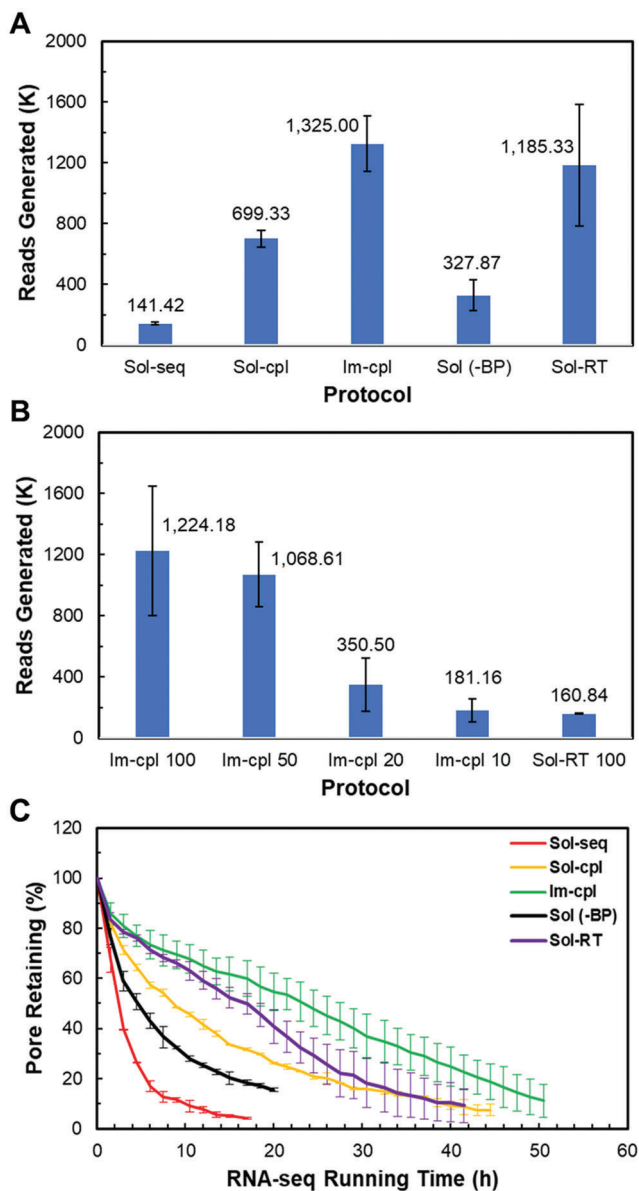 A
2000
1600
1200
800
400
0
Reads Generated (K)
141.42
699.33
1,325.00
327.87
1,185.33
Sol-seq Sol-cpl Im-cpl Sol (-BP) Sol-RT
Protocol
B
2000
1600
1200
800
400
0
Reads Generated (K)
1,224.18
1,068.61
350.50
181.16
160.84
Im-cpl 100 Im-cpl 50 Im-cpl 20 Im-cpl 10 Sol-RT 100
Protocol
C
120
100
80
60
40
20
0
Pore Retaining (%)
Sol-seq
Sol-cpl
Im-cpl
Sol (-BP)
Sol-RT
0 10 20 30 40 50 60
RNA-seq Running Time (h)